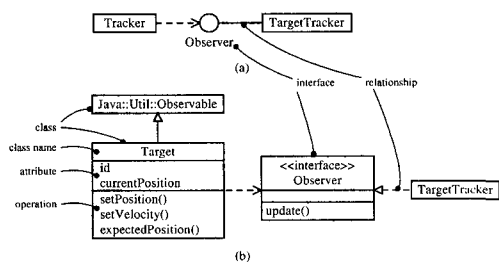 Tracker
TargetTracker
Observer
(a)
interface
relationship
Java::Util::Observable
class
class name
Target
attribute
id
currentPosition
operation
setPosition()
setVelocity()
expectedPosition()
<<interface>>
Observer
update()
TargetTracker
(b)